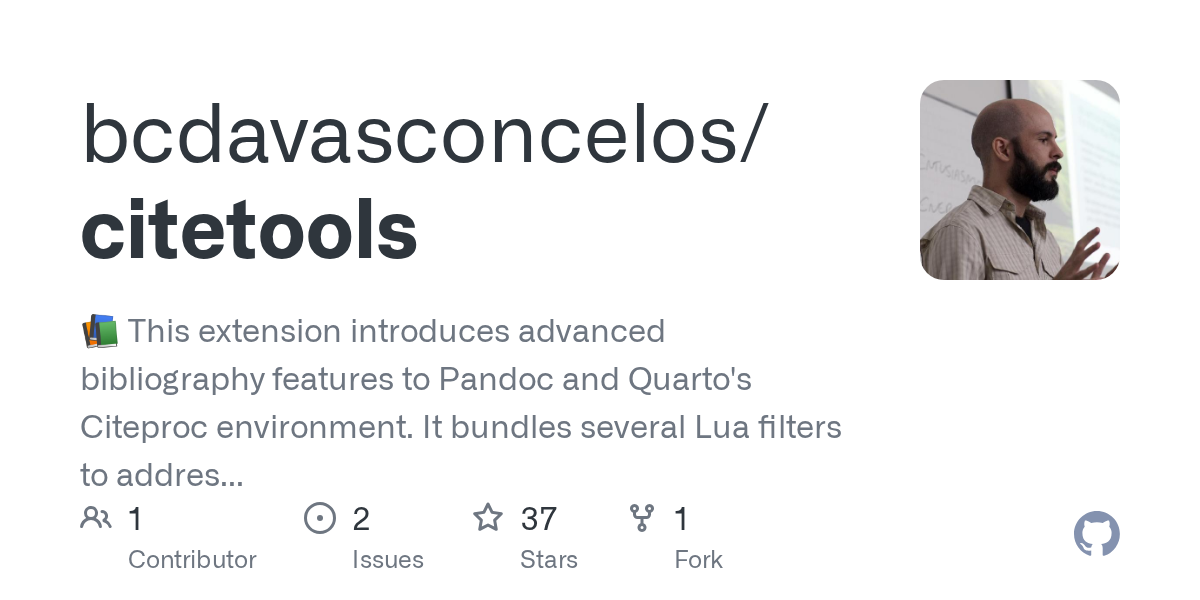 bcdavasconcelos/
citetools
📚 This extension introduces advanced
bibliography features to Pandoc and Quarto's
Citeproc environment. It bundles several Lua filters
to addres...
1 2 37 1
Contributor Issues Stars Fork